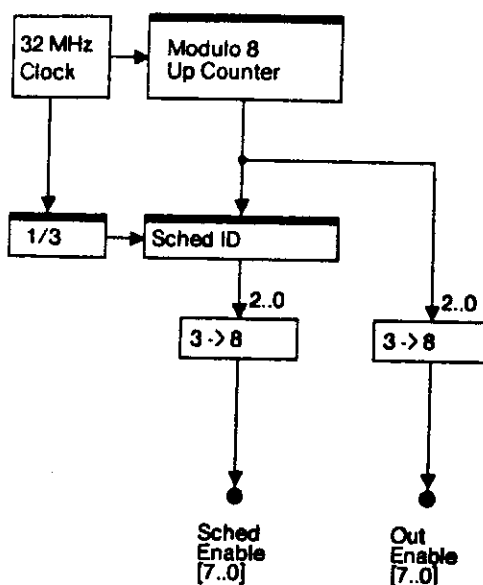 32 MHz
Clock
Modulo 8
Up Counter
1/3
Sched ID
2..0
2..0
3 -> 8
3 -> 8
Sched
Enable
[7..0]
Out
Enable
[7..0]